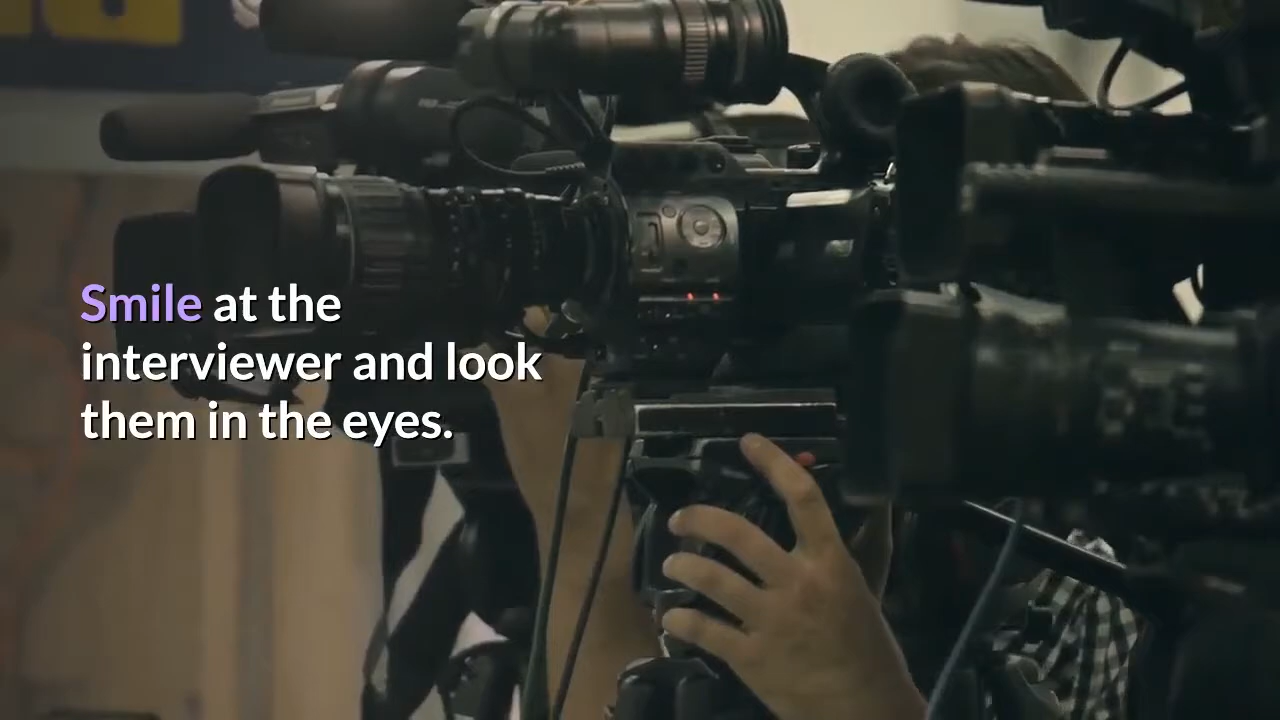 Smile at the
interviewer and look
them in the eyes.